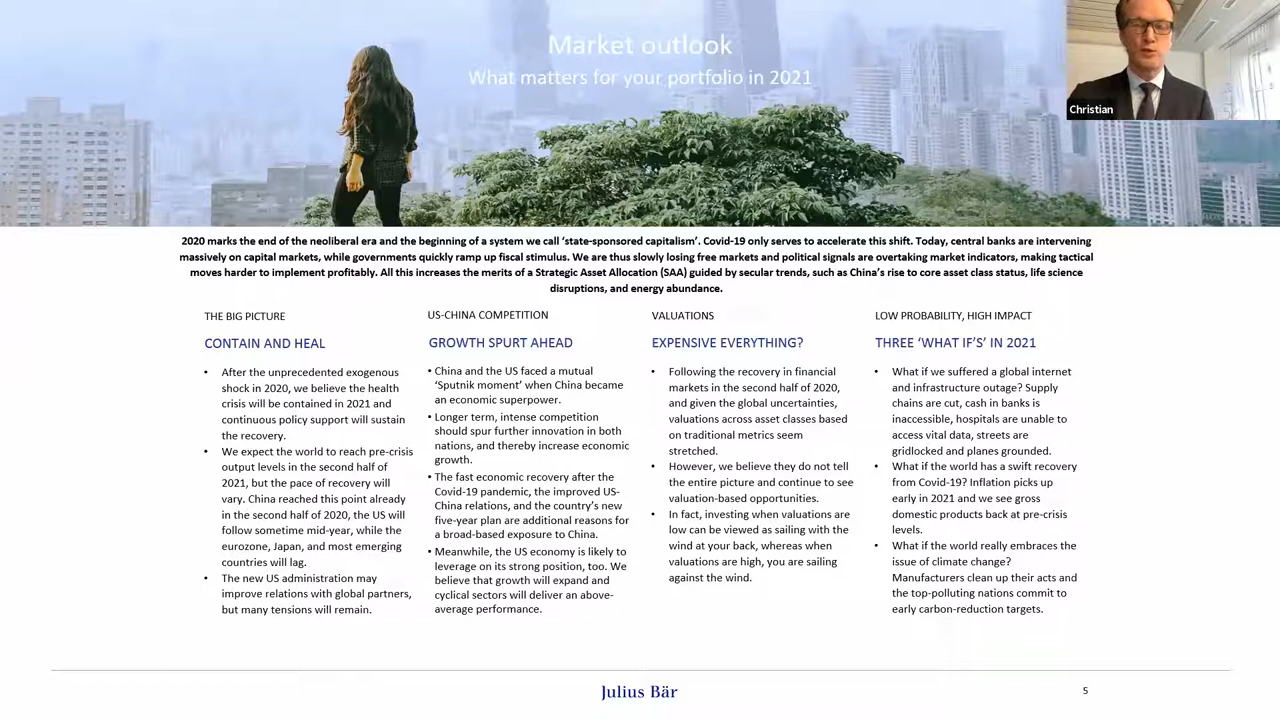 Market outlook
What matters for your portfolio in 2021
Christian
2020 marks the end of the neoliberal era and the beginning of a system we call ‘state-sponsored capitalism’. Covid-19 only serves to accelerate this shift. Today, central banks are intervening
massively on capital markets, while governments quickly ramp up fiscal stimulus. We are thus slowly losing free markets and political signals are overtaking market indicators, making tactical
moves harder to implement profitably. All this increases the merits of a Strategic Asset Allocation (SAA) guided by secular trends, such as China’s rise to core asset class status, life science
disruptions, and energy abundance.
THE BIG PICTURE
CONTAIN AND HEAL
• After the unprecedented exogenous
shock in 2020, we believe the health
crisis will be contained in 2021 and
continuous policy support will sustain
the recovery.
• We expect the world to reach pre-crisis
output levels in the second half of
2021, but the pace of recovery will
vary. China reached this point already
in the second half of 2020, the US will
follow sometime mid-year, while the
eurozone, Japan, and most emerging
countries will lag.
• The new US administration may
improve relations with global partners,
but many tensions will remain.
US-CHINA COMPETITION
GROWTH SPURT AHEAD
• China and the US faced a mutual
‘Sputnik moment’ when China became
an economic superpower.
• Longer term, intense competition
should spur further innovation in both
nations, and thereby increase economic
growth.
• The fast economic recovery after the
Covid-19 pandemic, the improved US-
China relations, and the country’s new
five-year plan are additional reasons for
a broad-based exposure to China.
• Meanwhile, the US economy is likely to
leverage on its strong position, too. We
believe that growth will expand and
cyclical sectors will deliver an above-
average performance.
VALUATIONS
EXPENSIVE EVERYTHING?
• Following the recovery in financial
markets in the second half of 2020,
and given the global uncertainties,
valuations across asset classes based
on traditional metrics seem
stretched.
• However, we believe they do not tell
the entire picture and continue to see
valuation-based opportunities.
• In fact, investing when valuations are
low can be viewed as sailing with the
wind at your back, whereas when
valuations are high, you are sailing
against the wind.
LOW PROBABILITY, HIGH IMPACT
THREE ‘WHAT IF’S’ IN 2021
• What if we suffered a global internet
and infrastructure outage? Supply
chains are cut, cash in banks is
inaccessible, hospitals are unable to
access vital data, streets are
gridlocked and planes grounded.
• What if the world has a swift recovery
from Covid-19? Inflation picks up
early in 2021 and we see gross
domestic products back at pre-crisis
levels.
• What if the world really embraces the
issue of climate change?
Manufacturers clean up their acts and
the top-polluting nations commit to
early carbon-reduction targets.
Julius Bär
5